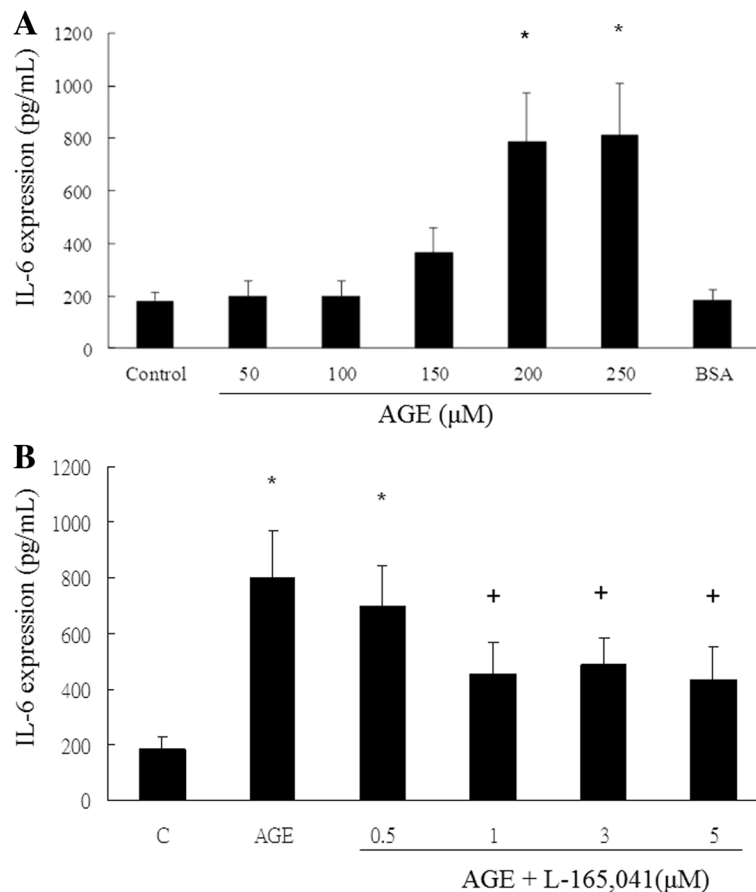 A
IL-6 expression (pg/mL)
1200
1000
800
600
400
200
0
* *
Control 50 100 150 200 250 BSA
AGE (μM)
B
IL-6 expression (pg/mL)
1200
1000
800
600
400
200
0
* * + + +
C AGE 0.5 1 3 5
AGE + L-165,041(μM)